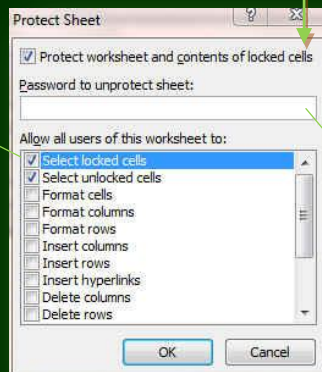 Protect Sheet
Protect worksheet and contents of locked cells
Password to unprotect sheet:
Allow all users of this worksheet to:
Select locked cells
Select unlocked cells
Format cells
Format columns
Format rows
Insert columns
Insert rows
Insert hyperlinks
Delete columns
Delete rows
OK
Cancel